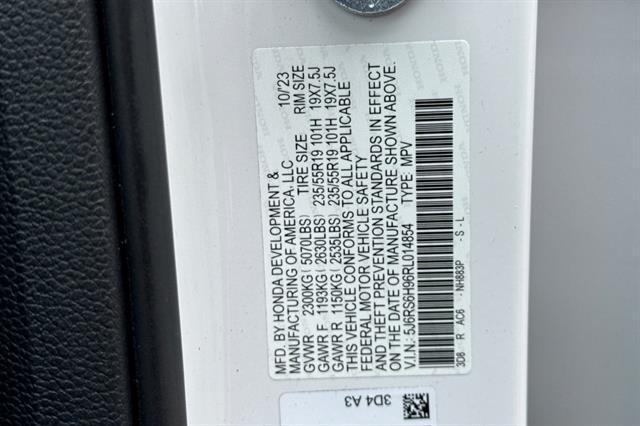 MFD. BY HONDA DEVELOPMENT &
MANUFACTURING OF AMERICA, LLC 10/'23
GVWR 2300KG ( 5070LBS) TIRE SIZE RIM SIZE
GAWR F 1193KG ( 2630LBS) 235/55R19 101H 19X7.5J
GAWR R 1150KG ( 2535LBS) 235/55R19 101H 19X7.5J
THIS VEHICLE CONFORMS TO ALL APPLICABLE
FEDERAL MOTOR VEHICLE SAFETY
AND THEFT PREVENTION STANDARDS IN EFFECT
ON THE DATE OF MANUFACTURE SHOWN ABOVE.
V.I.N.: 5J6RS6H96RL014854 TYPE: MPV
3D8 R AC6 -NH883P -S-L
3D4 A3